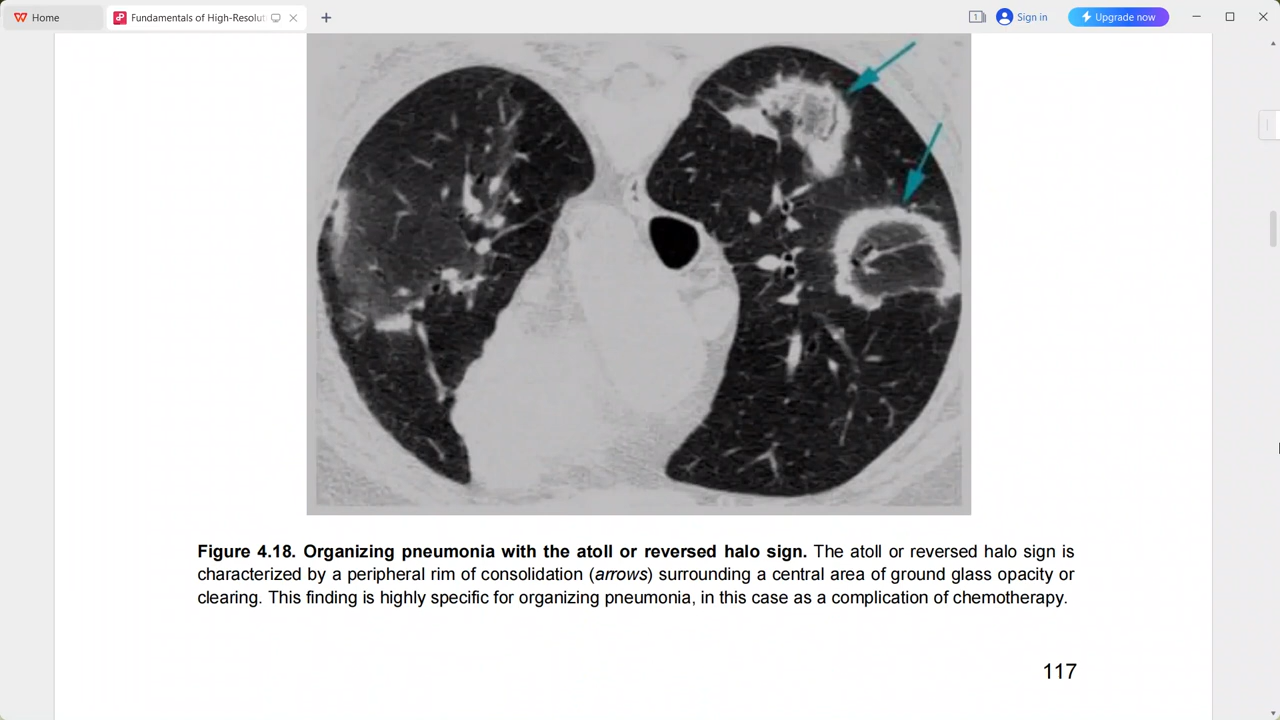 Home
Fundamentals of High-Resolut
1
Sign in
Upgrade now
Figure 4.18. Organizing pneumonia with the atoll or reversed halo sign. The atoll or reversed halo sign is
characterized by a peripheral rim of consolidation (arrows) surrounding a central area of ground glass opacity or
clearing. This finding is highly specific for organizing pneumonia, in this case as a complication of chemotherapy.
117